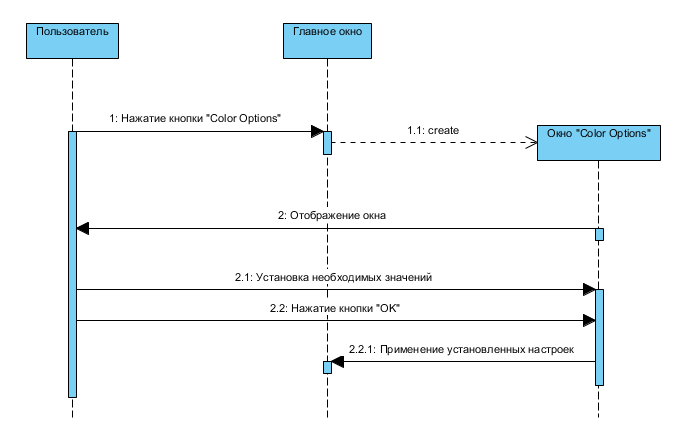 Пользователь
Главное окно
1: Нажатие кнопки "Color Options"
1.1: create
Окно "Color Options"
2: Отображение окна
2.1: Установка необходимых значений
2.2: Нажатие кнопки "OK"
2.2.1: Применение установленных настроек